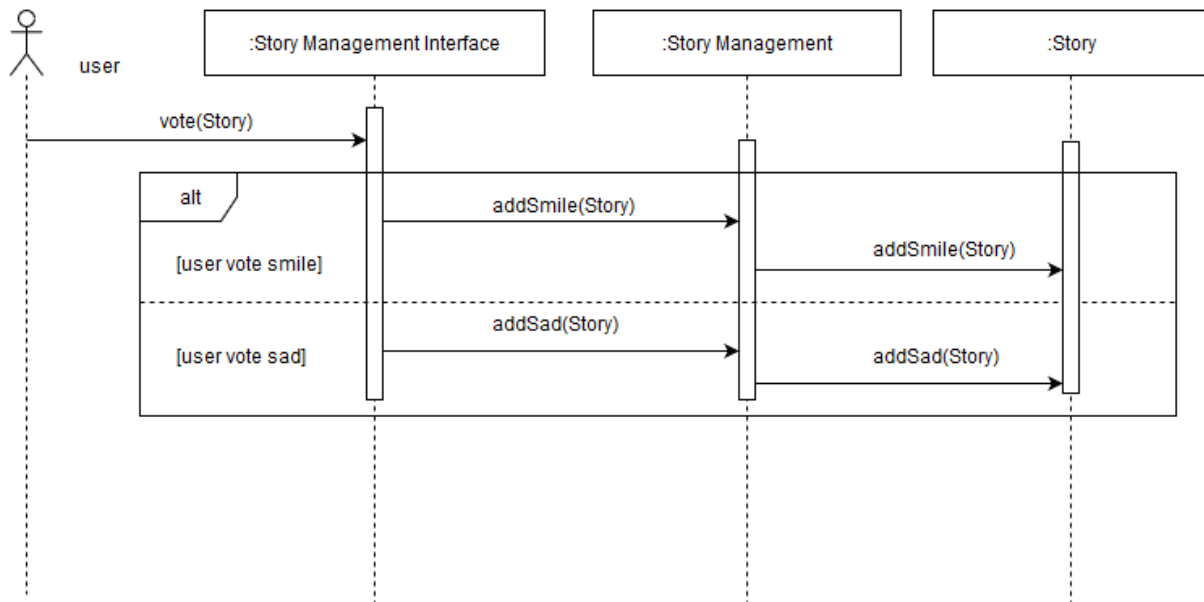 user
:Story Management Interface
:Story Management
:Story
vote(Story)
alt
addSmile(Story)
addSmile(Story)
[user vote smile]
addSad(Story)
addSad(Story)
[user vote sad]